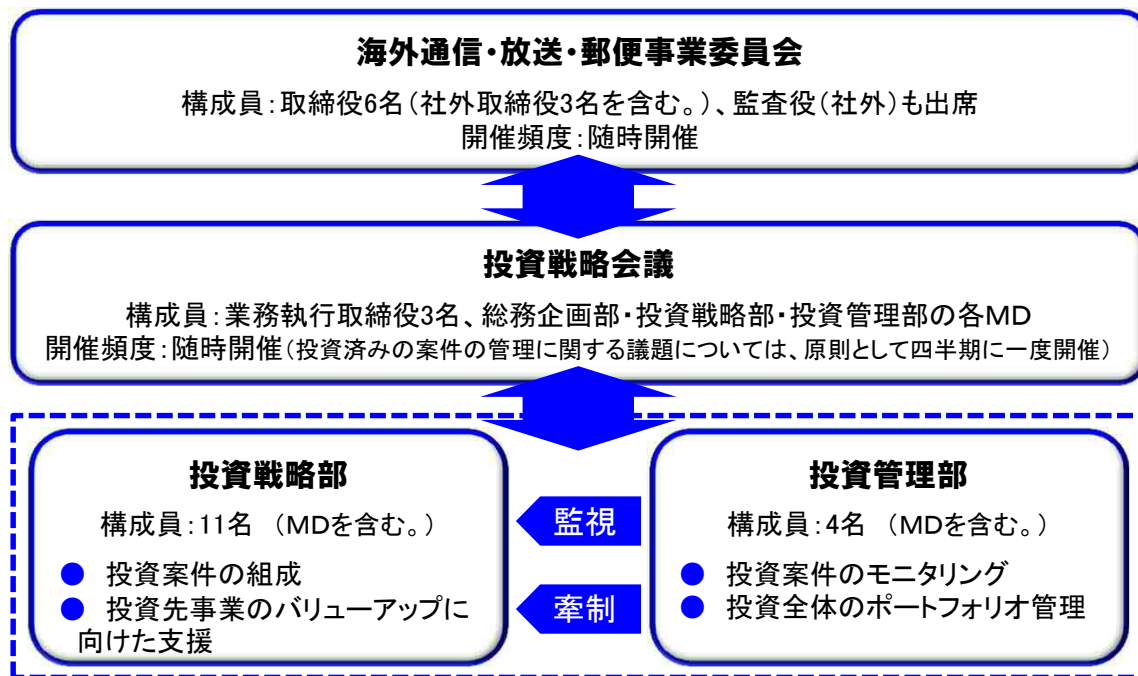 海外通信・放送・郵便事業委員会
構成員：取締役6名（社外取締役3名を含む。）、監査役（社外）も出席
開催頻度：随時開催
投資戦略会議
構成員：業務執行取締役3名、総務企画部・投資戦略部・投資管理部の各MD
開催頻度：随時開催（投資済みの案件の管理に関する議題については、原則として四半期に一度開催）
投資戦略部
構成員：11名 （MDを含む。）
● 投資案件の組成
● 投資先事業のバリューアップに
向けた支援
監視
牽制
投資管理部
構成員：4名 （MDを含む。）
● 投資案件のモニタリング
● 投資全体のポートフォリオ管理